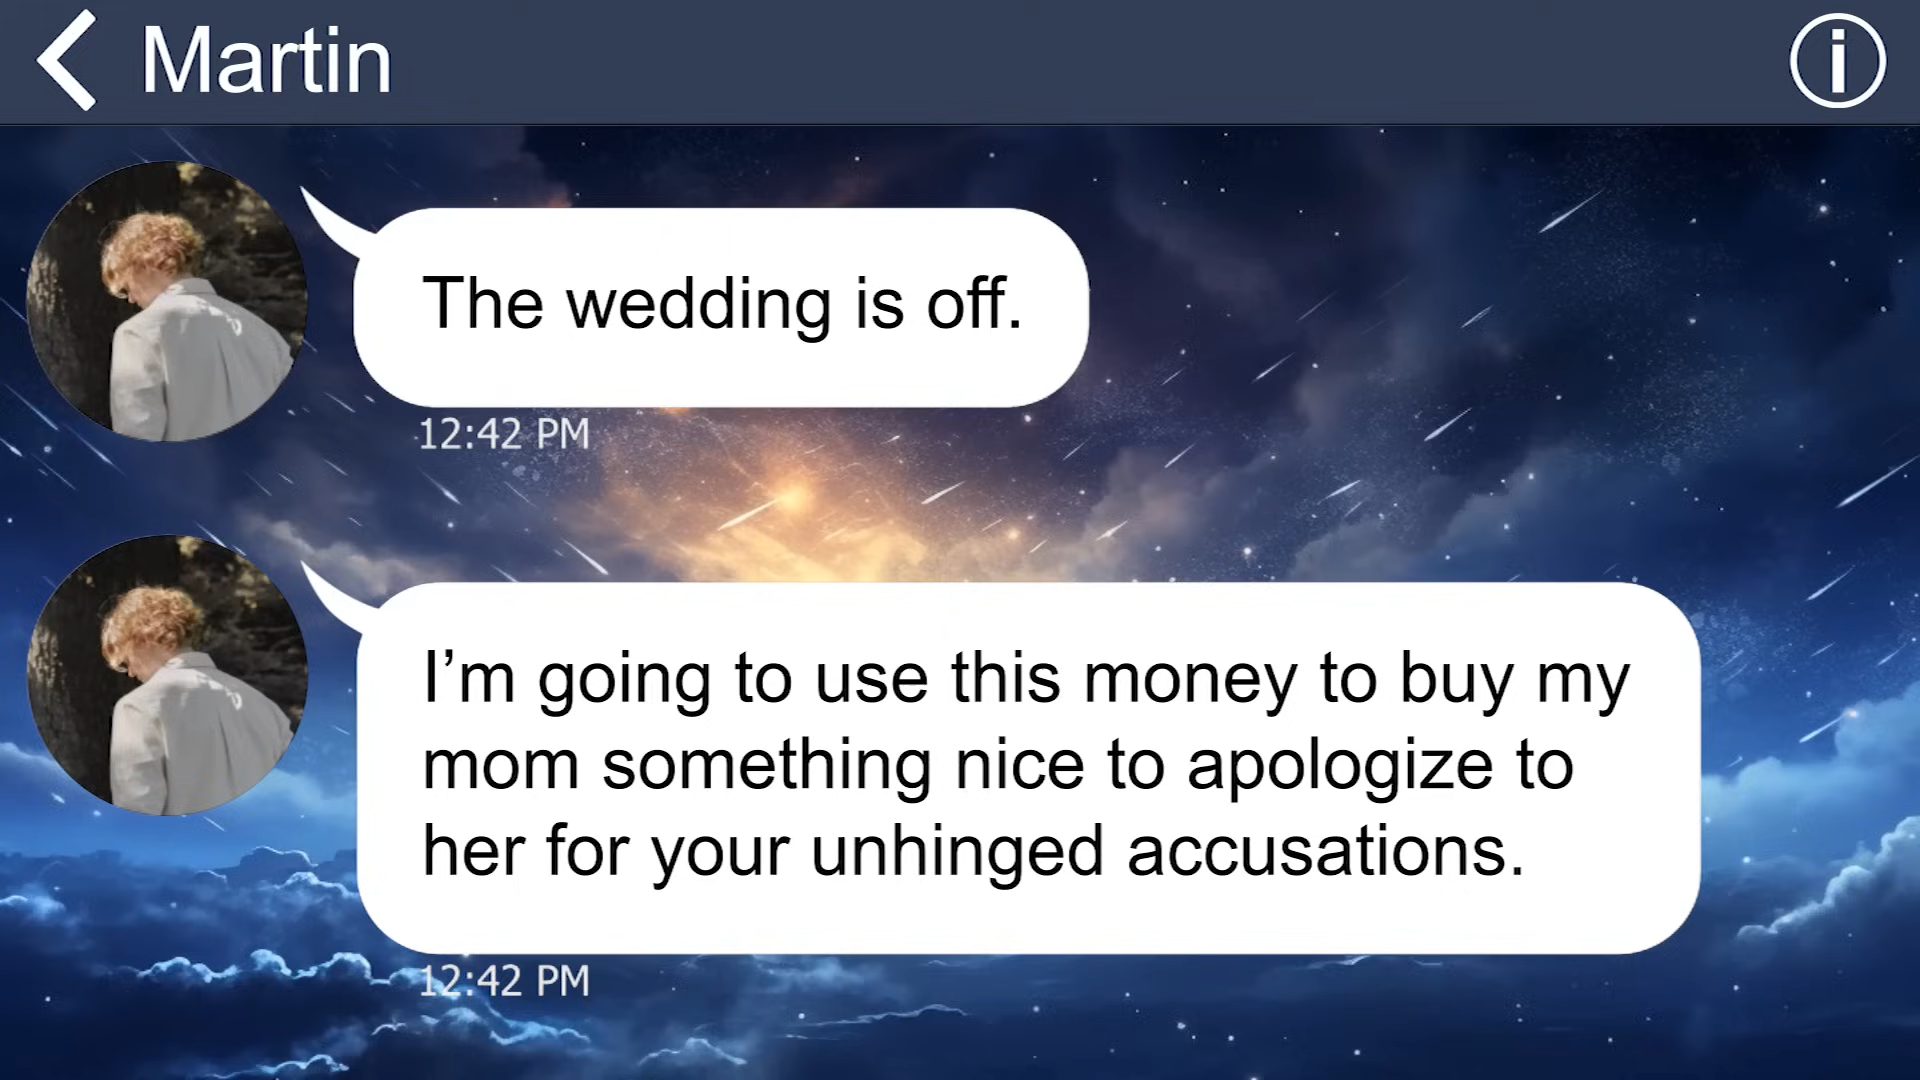 Martin
The wedding is off.
12:42 PM
I’m going to use this money to buy my
mom something nice to apologize to
her for your unhinged accusations.
12:42 PM